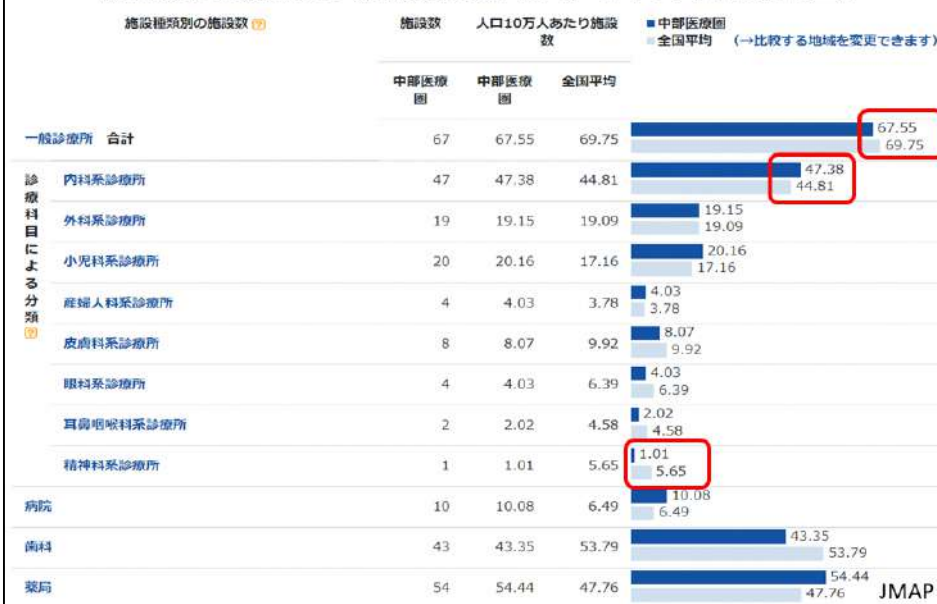 施設種類別の施設数 [?] 施設数 人口10万人あたり施設数 ■中部医療圏
■全国平均 (→比較する地域を変更できます)
中部医療圏 中部医療圏 全国平均
一般診療所 合計 67 67.55 69.75 67.55 69.75
診療科目による分類 [?]
内科系診療所 47 47.38 44.81 47.38 44.81
外科系診療所 19 19.15 19.09 19.15 19.09
小児科系診療所 20 20.16 17.16 20.16 17.16
産婦人科系診療所 4 4.03 3.78 4.03 3.78
皮膚科系診療所 8 8.07 9.92 8.07 9.92
眼科系診療所 4 4.03 6.39 4.03 6.39
耳鼻咽喉科系診療所 2 2.02 4.58 2.02 4.58
精神科系診療所 1 1.01 5.65 1.01 5.65
病院 10 10.08 6.49 10.08 6.49
歯科 43 43.35 53.79 43.35 53.79
薬局 54 54.44 47.76 54.44 47.76
JMAP